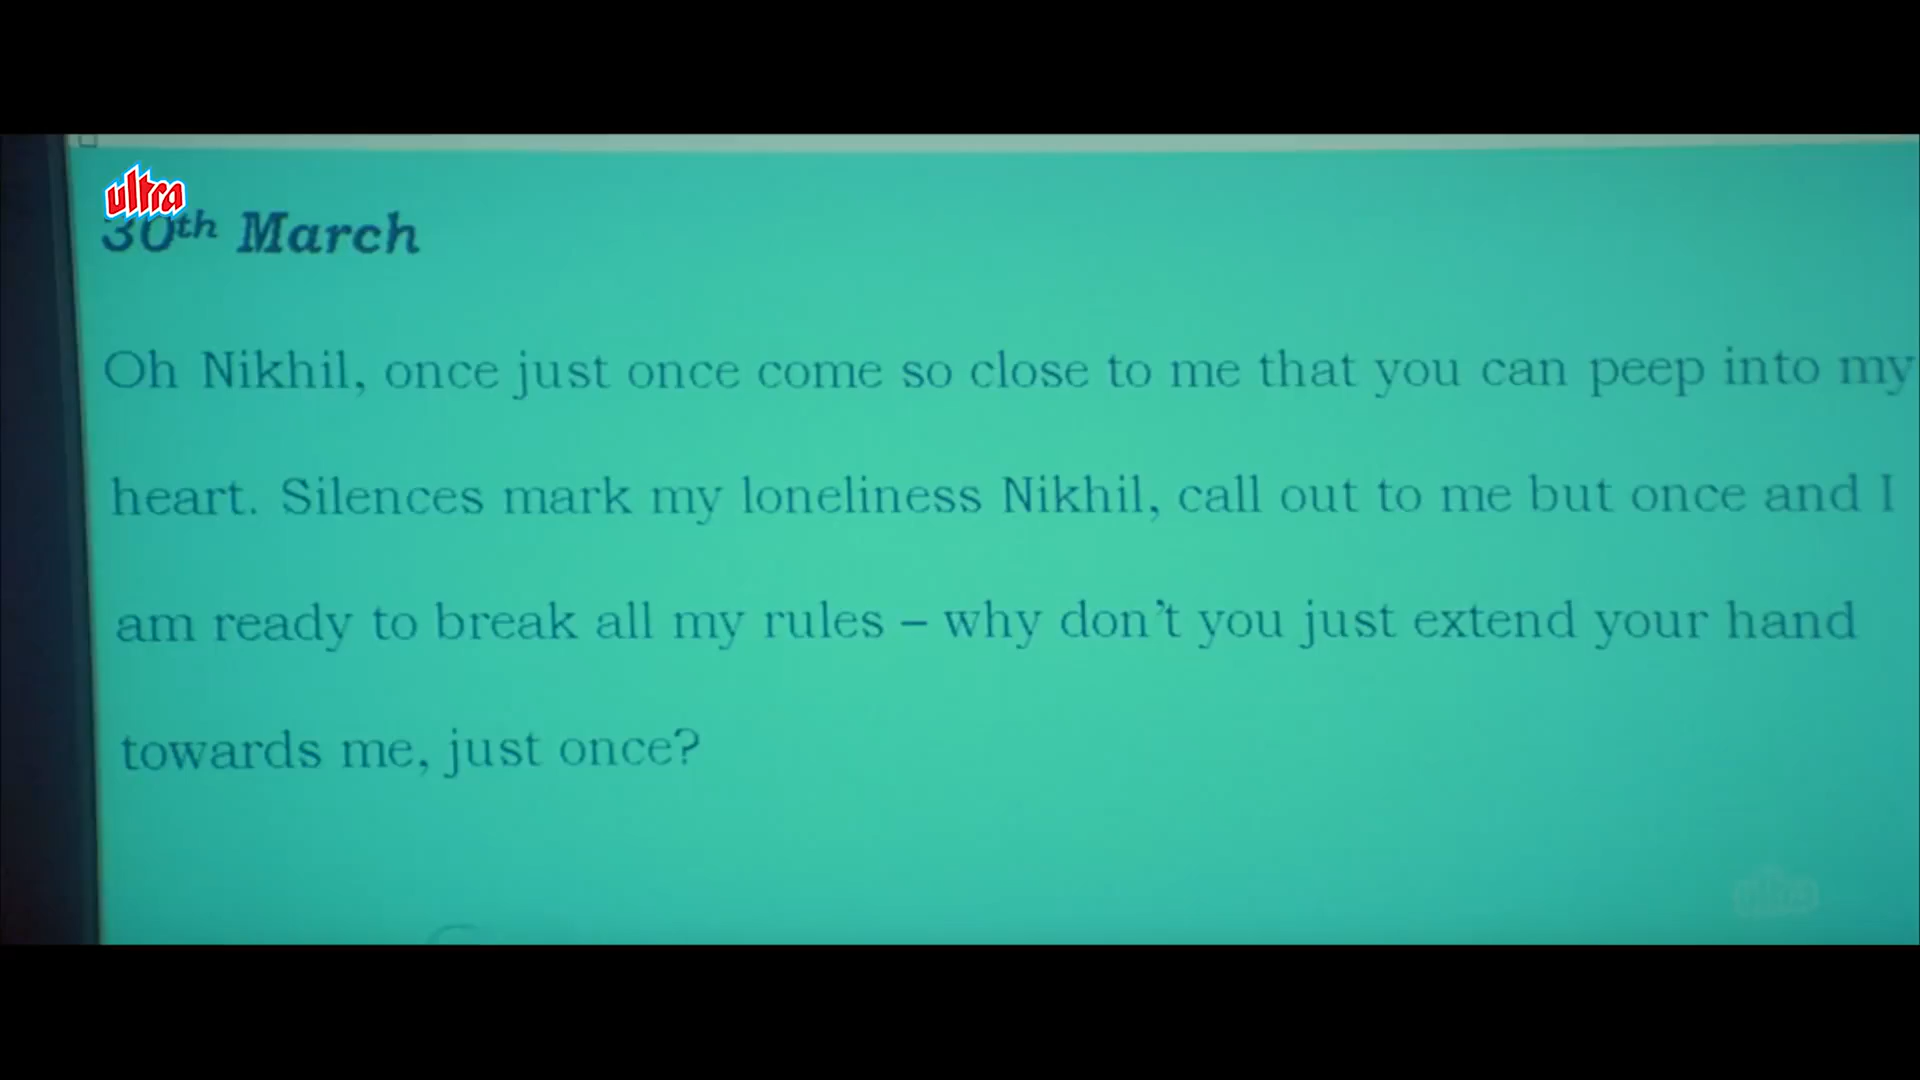 ultra
30th March
Oh Nikhil, once just once come so close to me that you can peep into my
heart. Silences mark my loneliness Nikhil, call out to me but once and I
am ready to break all my rules – why don’t you just extend your hand
towards me, just once?
ultra